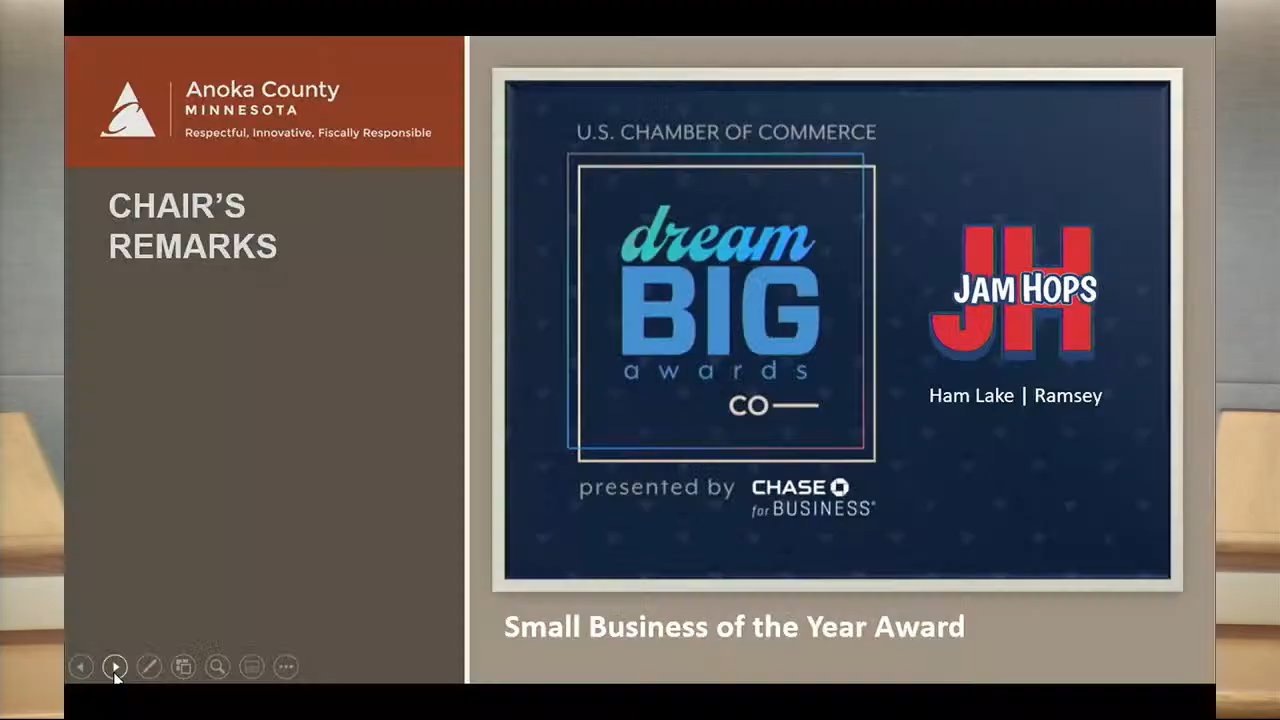 Anoka County
MINNESOTA
Respectful, Innovative, Fiscally Responsible
CHAIR'S
REMARKS
U.S. CHAMBER OF COMMERCE
dream
BIG
awards
CO—
presented by CHASE
for BUSINESS®
JH
JAM HOPS
Ham Lake | Ramsey
Small Business of the Year Award